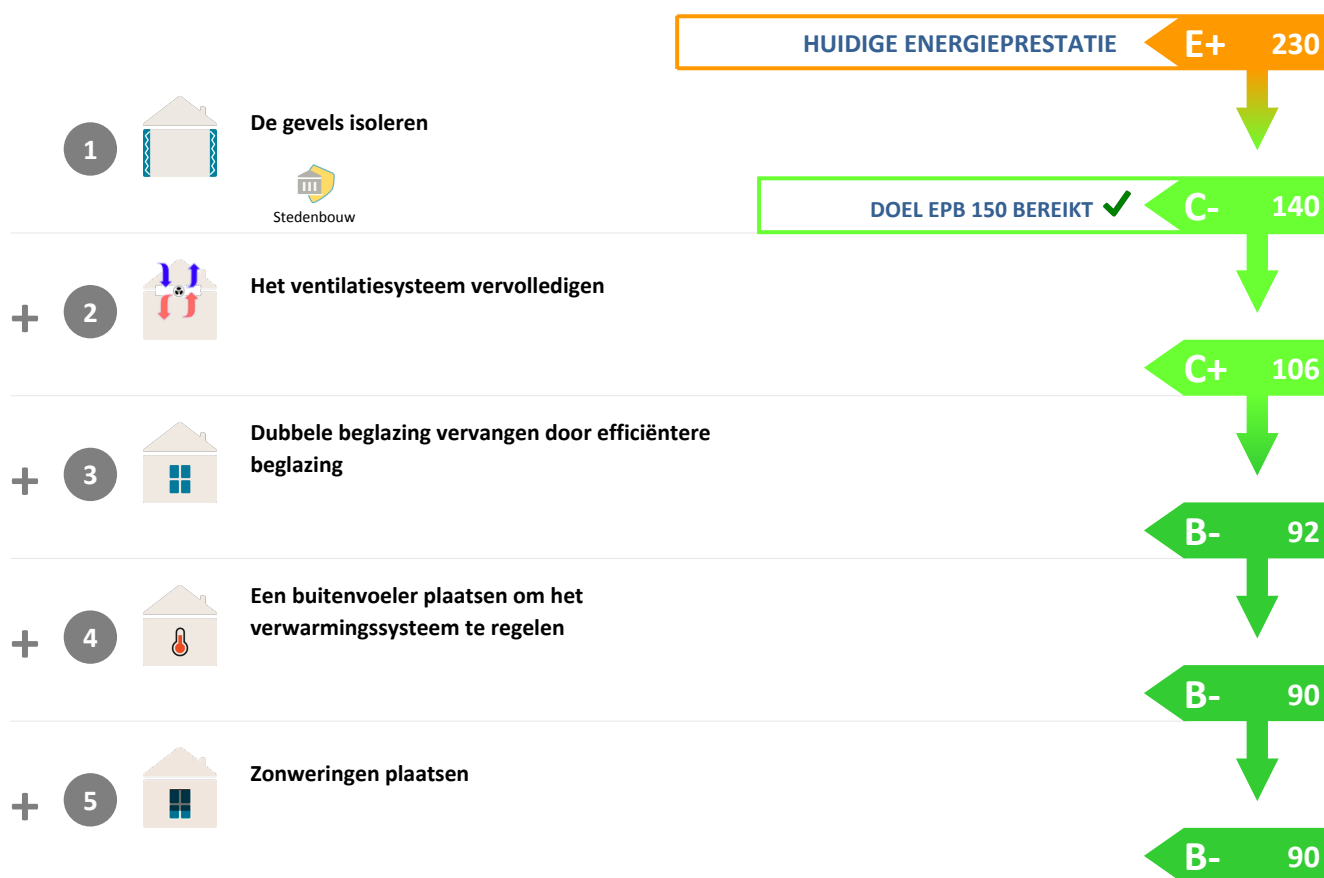 HUIDIGE ENERGIEPRESTATIE E+ 230
1 De gevels isoleren
Stedenbouw
DOEL EPB 150 BEREIKT ✔ C- 140
+ 2 Het ventilatiesysteem vervolledigen
C+ 106
+ 3 Dubbele beglazing vervangen door efficiëntere
beglazing
B- 92
+ 4 Een buitenvoeler plaatsen om het
verwarmingssysteem te regelen
B- 90
+ 5 Zonweringen plaatsen
B- 90